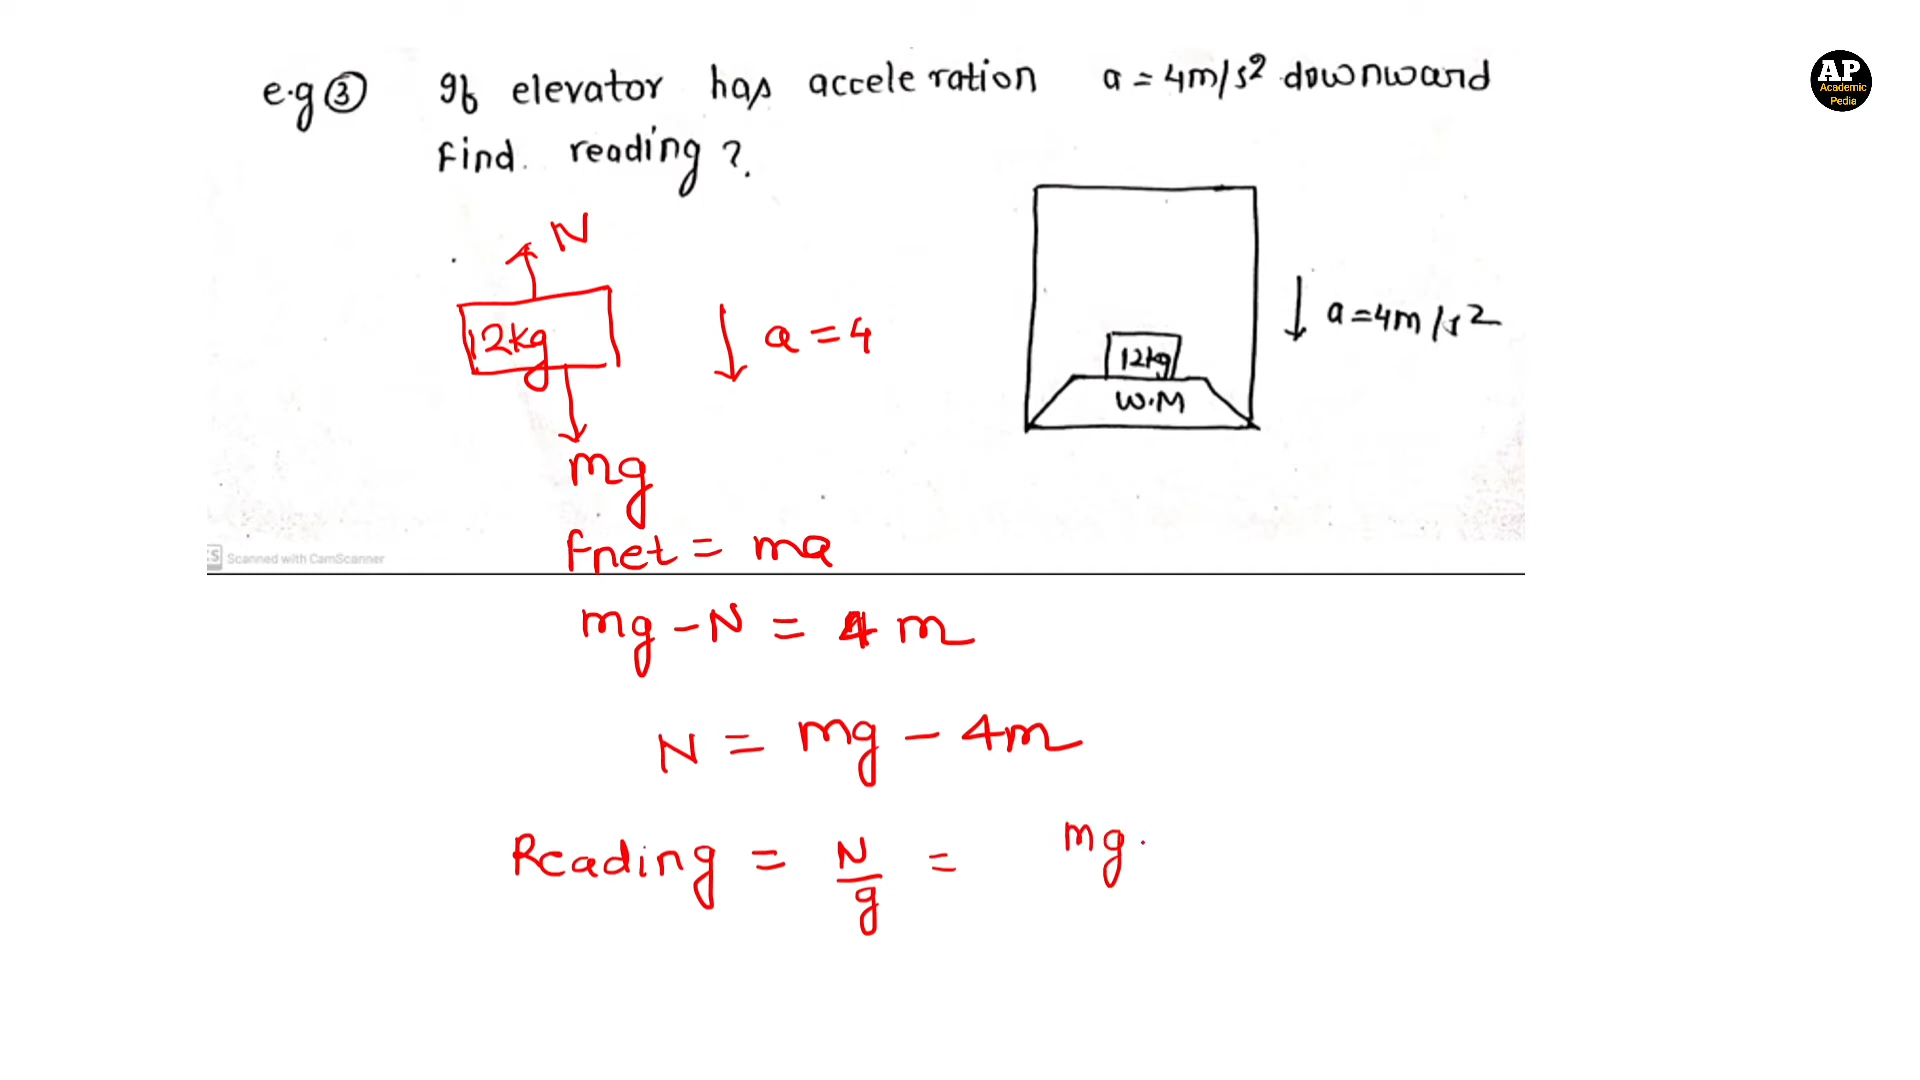 e.g ③ If elevator has acceleration a = 4m/s² downward
Find. reading ?.
N
12kg
a = 4
mg
a = 4m/s²
12kg
W.M
Fnet = ma
Scanned with CamScanner
mg - N = 4 m
N = mg - 4m
Reading = N/g = mg.
AP
Academic
Pedia